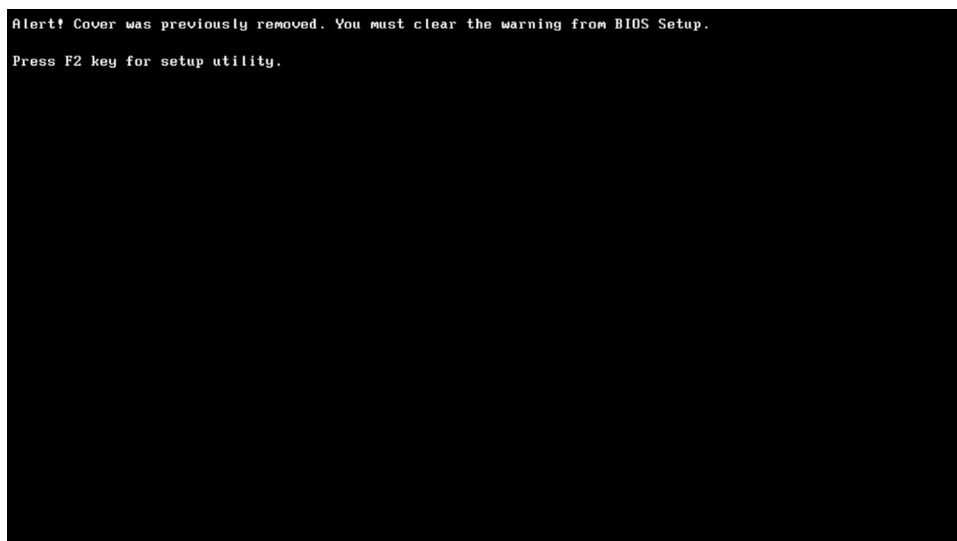 Alert! Cover was previously removed. You must clear the warning from BIOS Setup.
Press F2 key for setup utility.